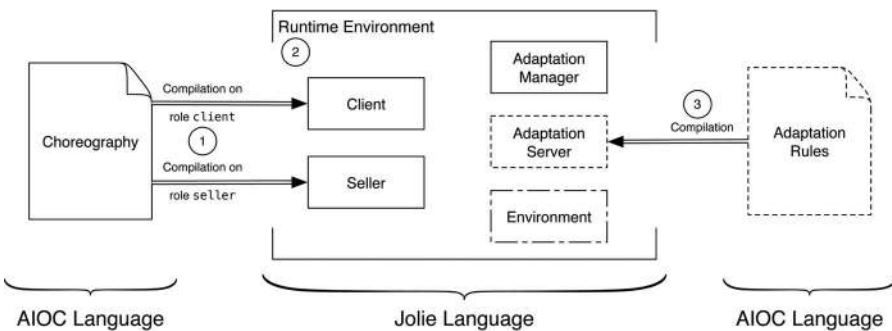 Runtime Environment
2
Adaptation
Manager
Compilation on
role client
Client
3
Compilation
Choreography
1
Adaptation
Server
Adaptation
Rules
Compilation on
role seller
Seller
Environment
AIOC Language
Jolie Language
AIOC Language